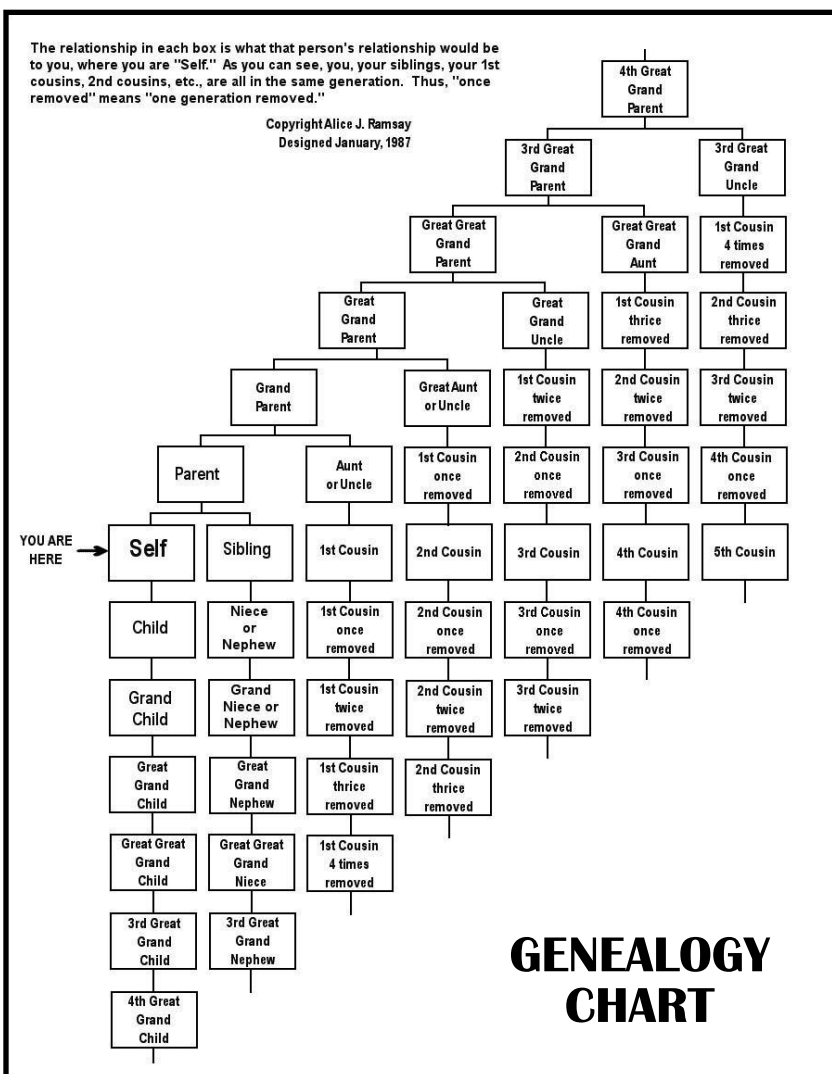 The relationship in each box is what that person's relationship would be
to you, where you are "Self." As you can see, you, your siblings, your 1st
cousins, 2nd cousins, etc., are all in the same generation. Thus, "once
removed" means "one generation removed."
Copyright Alice J. Ramsay
Designed January, 1987
4th Great
Grand
Parent
3rd Great
Grand
Parent
3rd Great
Grand
Uncle
Great Great
Grand
Parent
Great Great
Grand
Aunt
1st Cousin
4 times
removed
Great
Grand
Parent
Great
Grand
Uncle
1st Cousin
thrice
removed
2nd Cousin
thrice
removed
Grand
Parent
Great Aunt
or Uncle
1st Cousin
twice
removed
2nd Cousin
twice
removed
3rd Cousin
twice
removed
Parent
Aunt
or Uncle
1st Cousin
once
removed
2nd Cousin
once
removed
3rd Cousin
once
removed
4th Cousin
once
removed
YOU ARE
HERE
Self
Sibling
1st Cousin
2nd Cousin
3rd Cousin
4th Cousin
5th Cousin
Child
Niece
or
Nephew
1st Cousin
once
removed
2nd Cousin
once
removed
3rd Cousin
once
removed
4th Cousin
once
removed
Grand
Child
Grand
Niece or
Nephew
1st Cousin
twice
removed
2nd Cousin
twice
removed
3rd Cousin
twice
removed
Great
Grand
Child
Great
Grand
Nephew
1st Cousin
thrice
removed
2nd Cousin
thrice
removed
Great Great
Grand
Child
Great Great
Grand
Niece
1st Cousin
4 times
removed
3rd Great
Grand
Child
3rd Great
Grand
Nephew
4th Great
Grand
Child
GENEALOGY
CHART